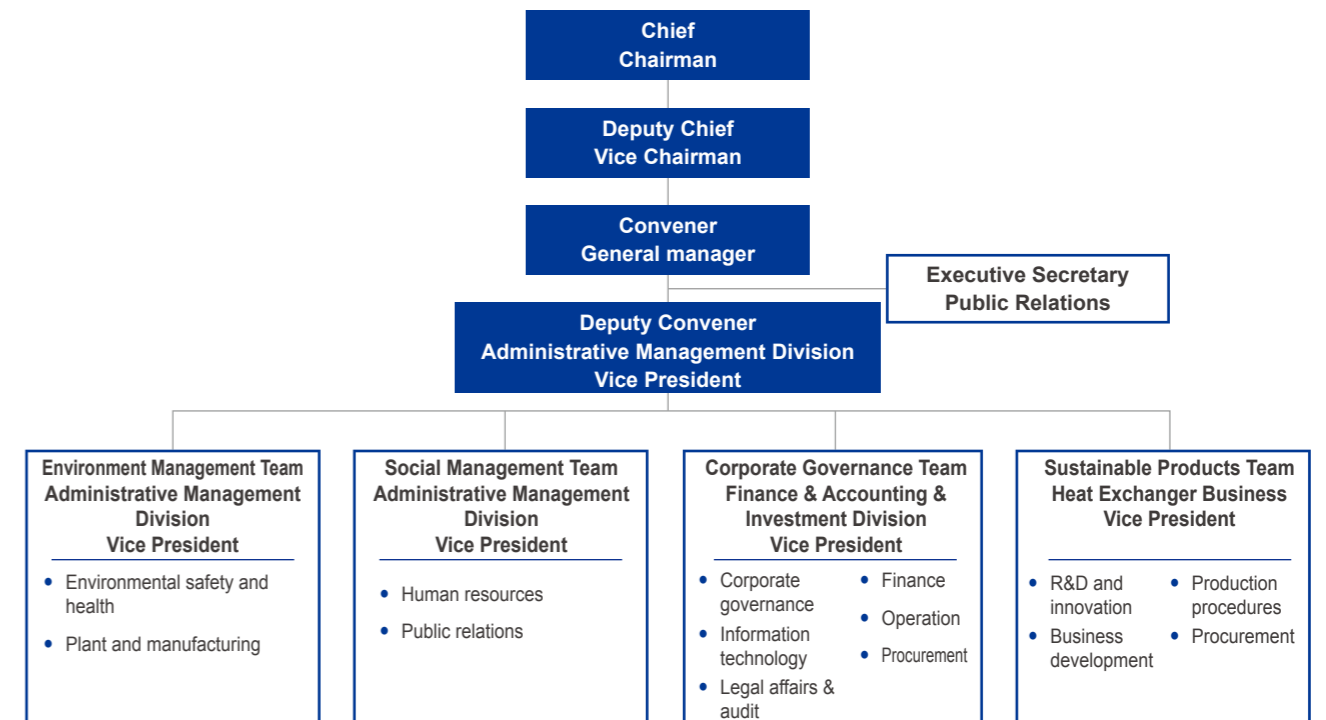 Chief
Chairman
Deputy Chief
Vice Chairman
Convener
General manager
Executive Secretary
Public Relations
Deputy Convener
Administrative Management Division
Vice President
Environment Management Team
Administrative Management
Division
Vice President
• Environmental safety and
health
• Plant and manufacturing
Social Management Team
Administrative Management
Division
Vice President
• Human resources
• Public relations
Corporate Governance Team
Finance & Accounting &
Investment Division
Vice President
• Corporate
governance
• Information
technology
• Legal affairs &
audit
• Finance
• Operation
• Procurement
Sustainable Products Team
Heat Exchanger Business
Vice President
• R&D and
innovation
• Business
development
• Production
procedures
• Procurement